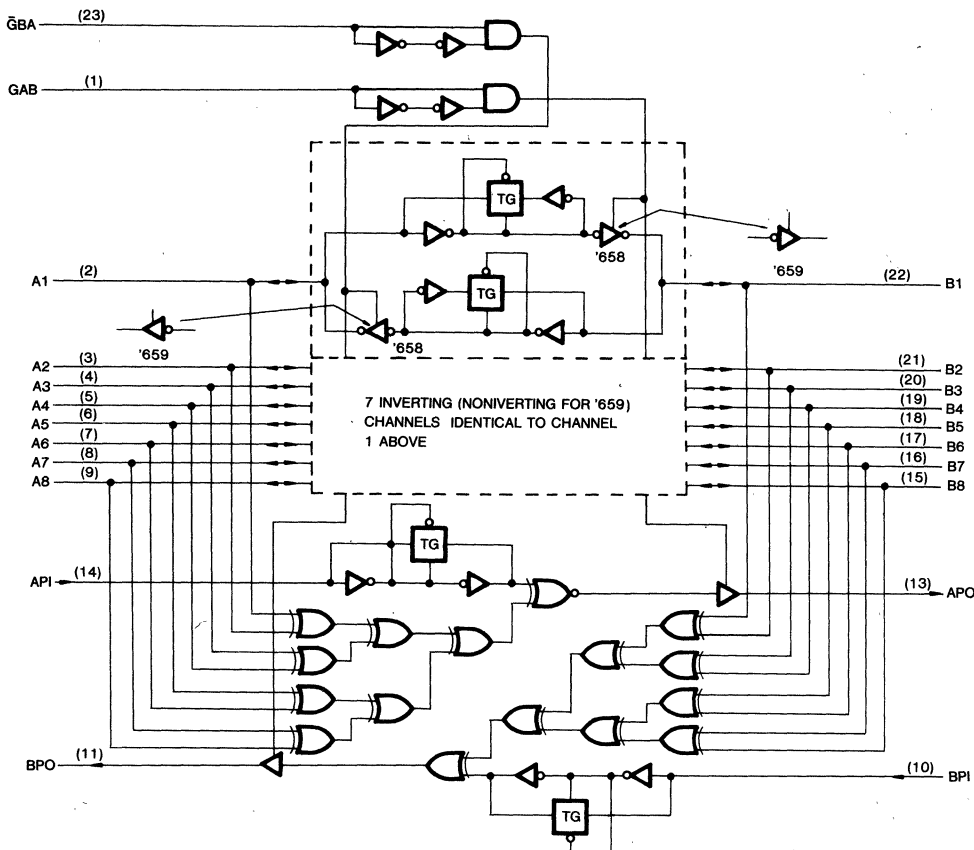 ḠBA (23)
GAB (1)
TG
'658
'659
A1 (2)
(22) B1
TG
'659
'658
A2 (3)
(21) B2
A3 (4)
(20) B3
A4 (5)
(19) B4
A5 (6)
(18) B5
A6 (7)
(17) B6
A7 (8)
(16) B7
A8 (9)
(15) B8
7 INVERTING (NONIVERTING FOR '659)
CHANNELS IDENTICAL TO CHANNEL
1 ABOVE
TG
API (14)
(13) APO
BPO (11)
(10) BPI
TG